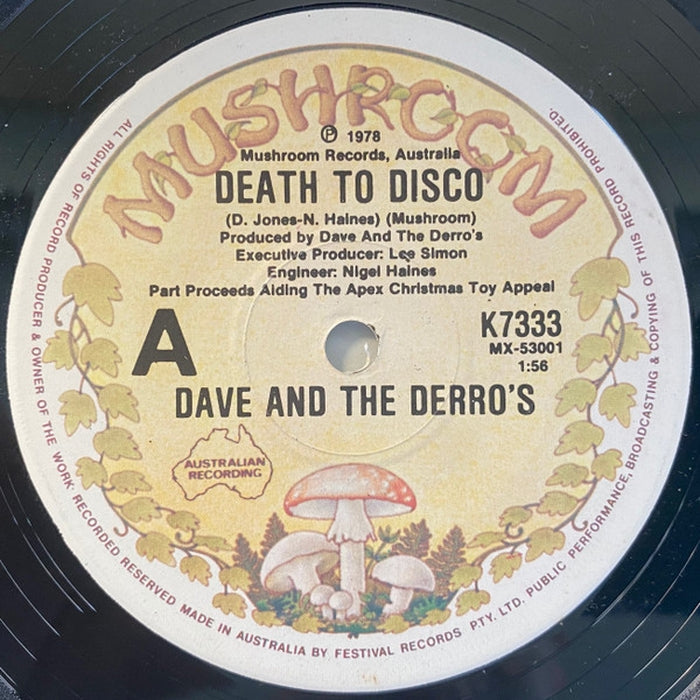 MUSHROOM
℗ 1978
Mushroom Records, Australia
DEATH TO DISCO
(D. Jones-N. Haines) (Mushroom)
Produced by Dave And The Derro's
Executive Producer: Lee Simon
Engineer: Nigel Haines
Part Proceeds Aiding The Apex Christmas Toy Appeal
A
K7333
MX-53001
1:56
DAVE AND THE DERRO'S
AUSTRALIAN
RECORDING
ALL RIGHTS OF RECORD PRODUCER & OWNER OF THE WORK· RECORDED RESERVED MADE IN AUSTRALIA BY FESTIVAL RECORDS PTY. LTD. PUBLIC PERFORMANCE, BROADCASTING & COPYING OF THIS RECORD PROHIBITED.